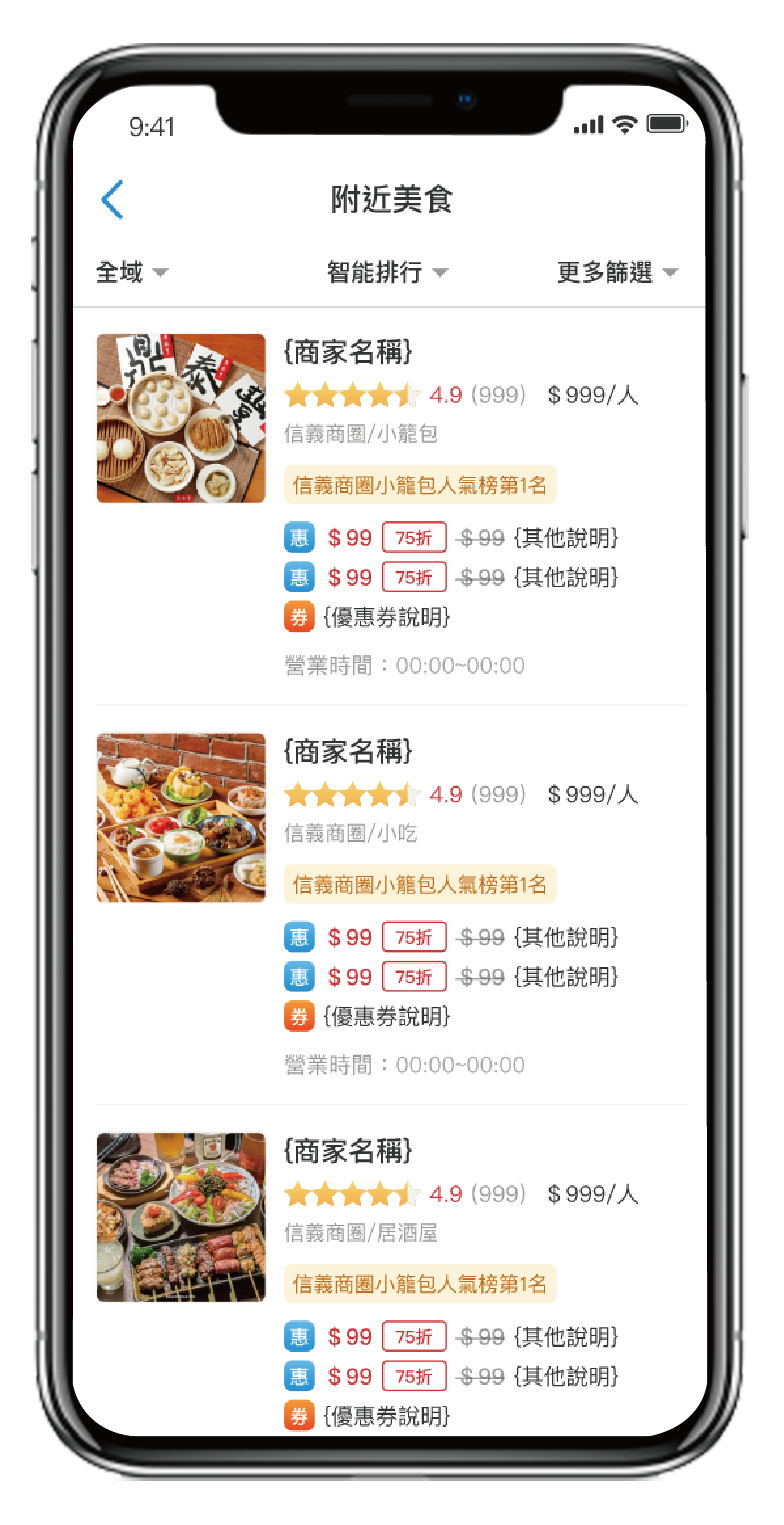 9:41
附近美食
全域 智能排行 更多篩選
鼎 泰 豐
{商家名稱}
4.9 (999) $999/人
信義商圈/小籠包
信義商圈小籠包人氣榜第1名
惠 $99 75折 $99 {其他說明}
惠 $99 75折 $99 {其他說明}
券 {優惠券說明}
營業時間：00:00~00:00
{商家名稱}
4.9 (999) $999/人
信義商圈/小吃
信義商圈小籠包人氣榜第1名
惠 $99 75折 $99 {其他說明}
惠 $99 75折 $99 {其他說明}
券 {優惠券說明}
營業時間：00:00~00:00
{商家名稱}
4.9 (999) $999/人
信義商圈/居酒屋
信義商圈小籠包人氣榜第1名
惠 $99 75折 $99 {其他說明}
惠 $99 75折 $99 {其他說明}
券 {優惠券說明}